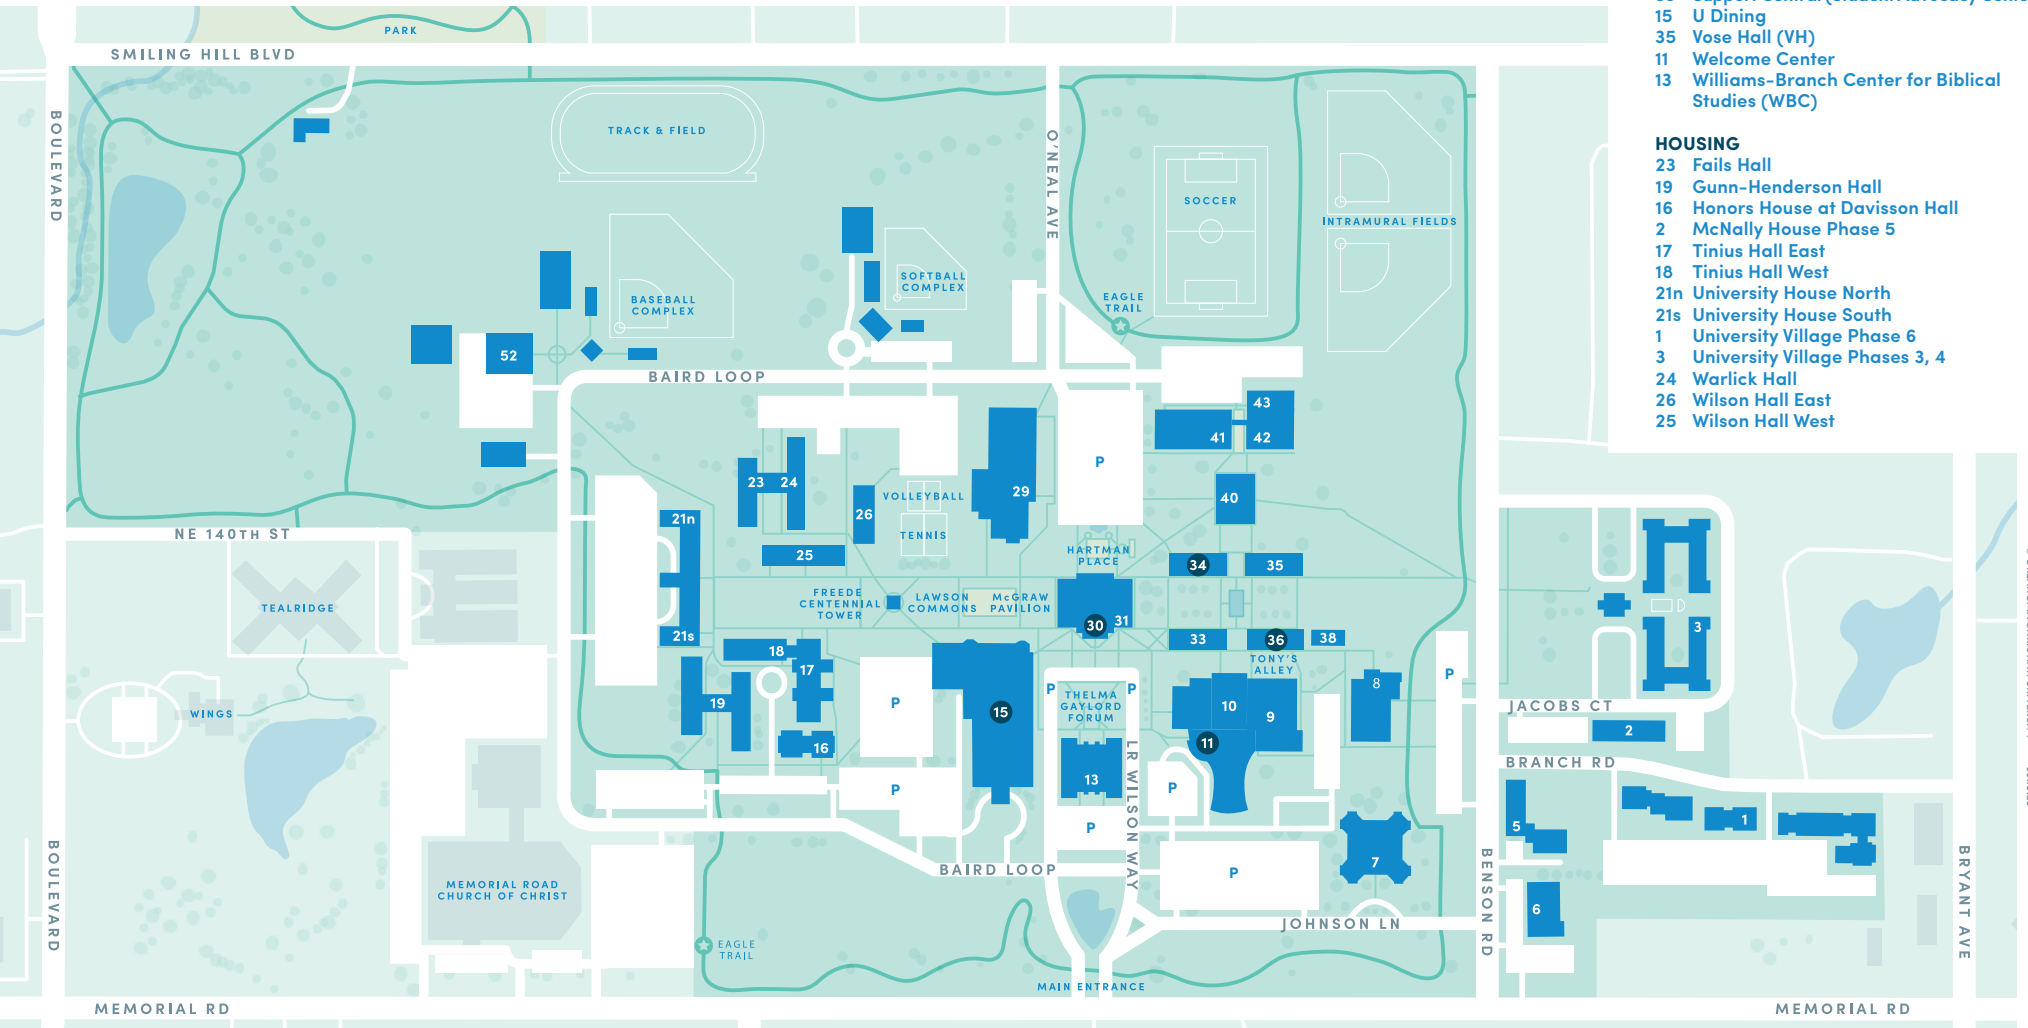 15 U Dining
35 Vose Hall (VH)
11 Welcome Center
13 Williams-Branch Center for Biblical
Studies (WBC)
HOUSING
23 Fails Hall
19 Gunn-Henderson Hall
16 Honors House at Davisson Hall
2 McNally House Phase 5
17 Tinius Hall East
18 Tinius Hall West
21n University House North
21s University House South
1 University Village Phase 6
3 University Village Phases 3, 4
24 Warlick Hall
26 Wilson Hall East
25 Wilson Hall West
PARK
SMILING HILL BLVD
BOULEVARD
TRACK & FIELD
O'NEAL AVE
SOCCER
INTRAMURAL FIELDS
SOFTBALL
COMPLEX
BASEBALL
COMPLEX
EAGLE
TRAIL
52
BAIRD LOOP
43
41
42
P
23
24
29
40
VOLLEYBALL
26
21n
NE 140TH ST
TENNIS
25
HARTMAN
PLACE
34
35
TEALRIDGE
FREEDE
CENTENNIAL
TOWER
LAWSON
COMMONS
McGRAW
PAVILION
30
31
3
21s
33
36
38
18
17
TONY'S
ALLEY
P
8
P
P
THELMA
GAYLORD
FORUM
P
19
10
9
WINGS
15
JACOBS CT
2
16
11
LR WILSON WAY
13
BRANCH RD
P
P
P
1
5
7
BAIRD LOOP
P
BOULEVARD
MEMORIAL ROAD
CHURCH OF CHRIST
BENSON RD
BRYANT AVE
6
JOHNSON LN
EAGLE
TRAIL
MAIN ENTRANCE
MEMORIAL RD
MEMORIAL RD